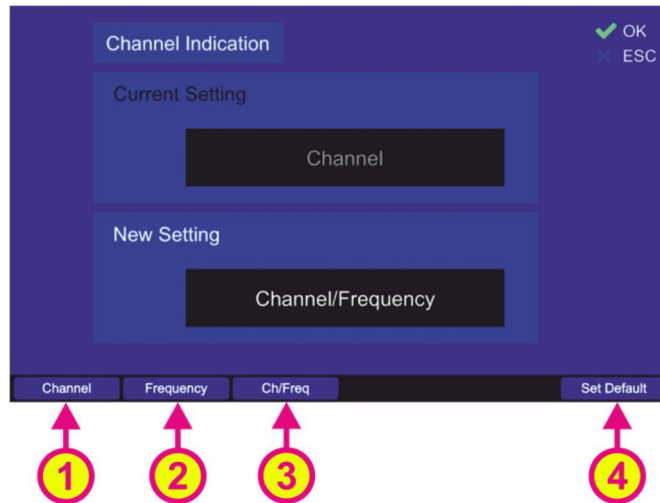 Channel Indication
OK
ESC
Current Setting
Channel
New Setting
Channel/Frequency
Channel Frequency Ch/Freq Set Default
1 2 3 4